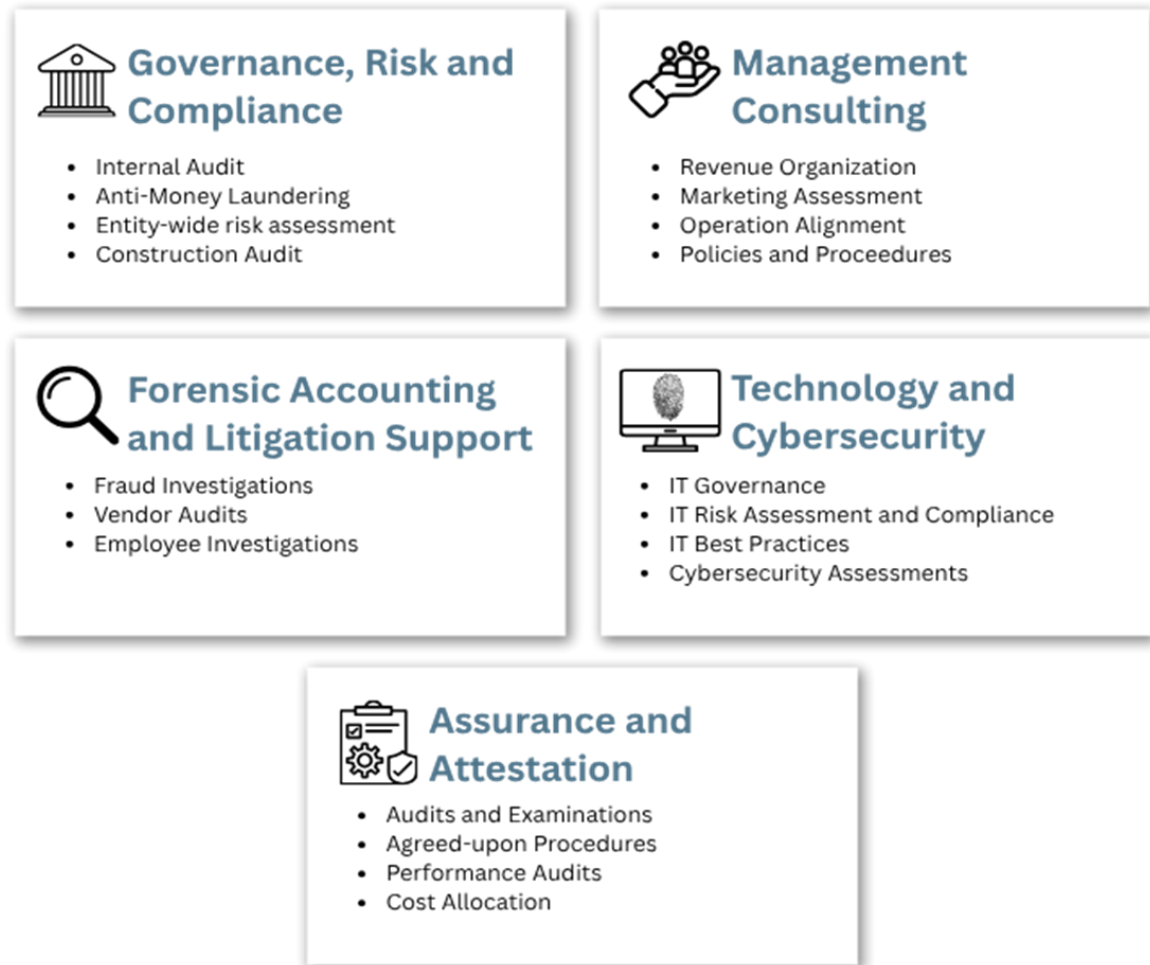 Governance, Risk and
Compliance
• Internal Audit
• Anti-Money Laundering
• Entity-wide risk assessment
• Construction Audit
Management
Consulting
• Revenue Organization
• Marketing Assessment
• Operation Alignment
• Policies and Proceedures
Forensic Accounting
and Litigation Support
• Fraud Investigations
• Vendor Audits
• Employee Investigations
Technology and
Cybersecurity
• IT Governance
• IT Risk Assessment and Compliance
• IT Best Practices
• Cybersecurity Assessments
Assurance and
Attestation
• Audits and Examinations
• Agreed-upon Procedures
• Performance Audits
• Cost Allocation